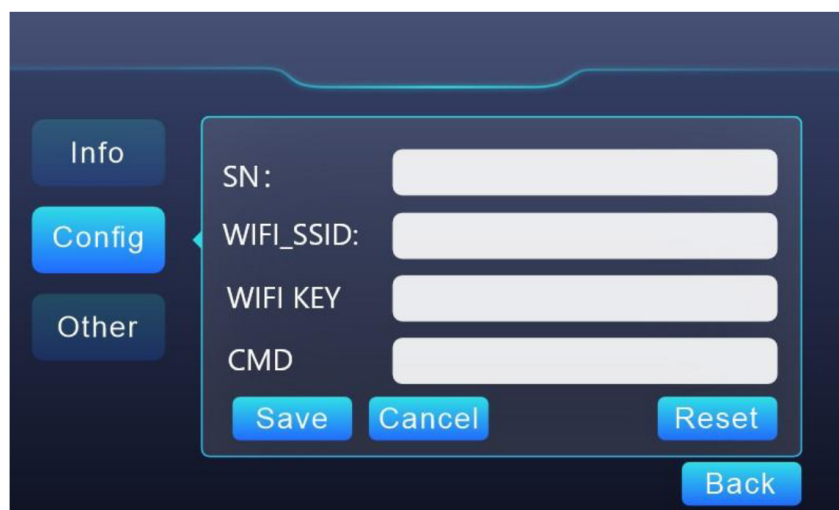 Info
Config
Other
SN:
WIFI_SSID:
WIFI KEY
CMD
Save Cancel Reset
Back